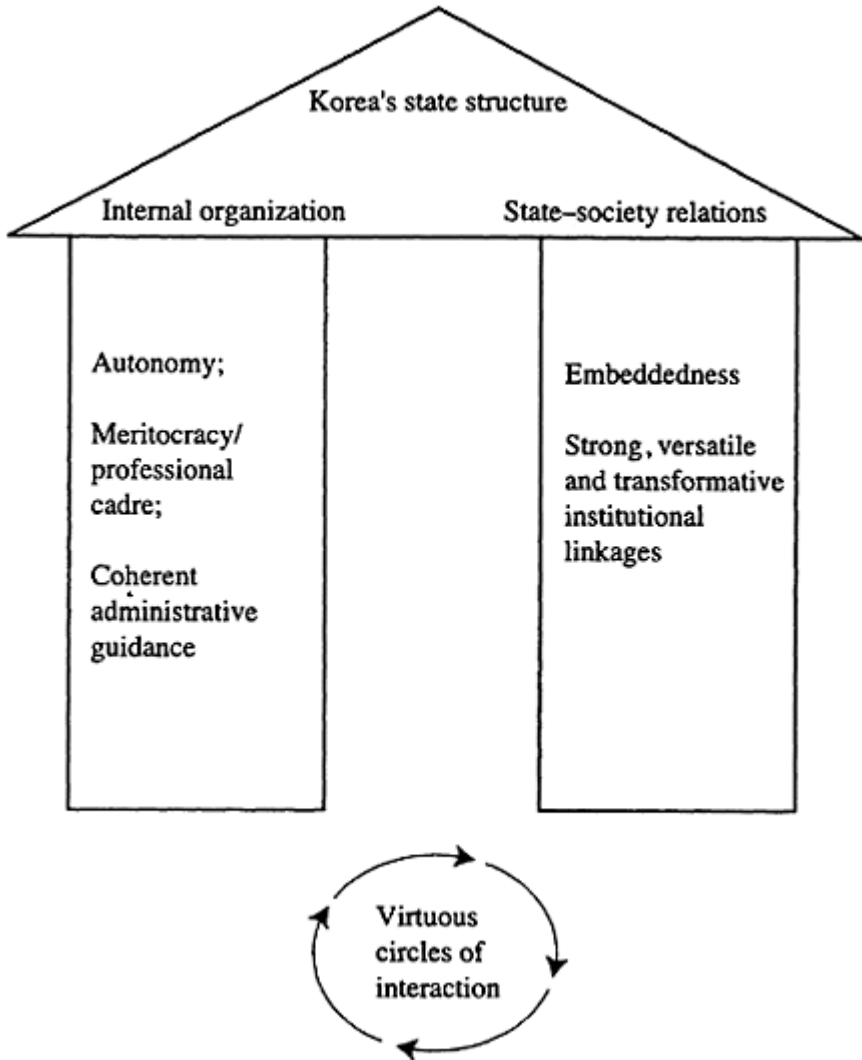 Korea's state structure
Internal organization
State–society relations
Autonomy;
Meritocracy/
professional
cadre;
Coherent
administrative
guidance
Embeddedness
Strong, versatile
and transformative
institutional
linkages
Virtuous
circles of
interaction